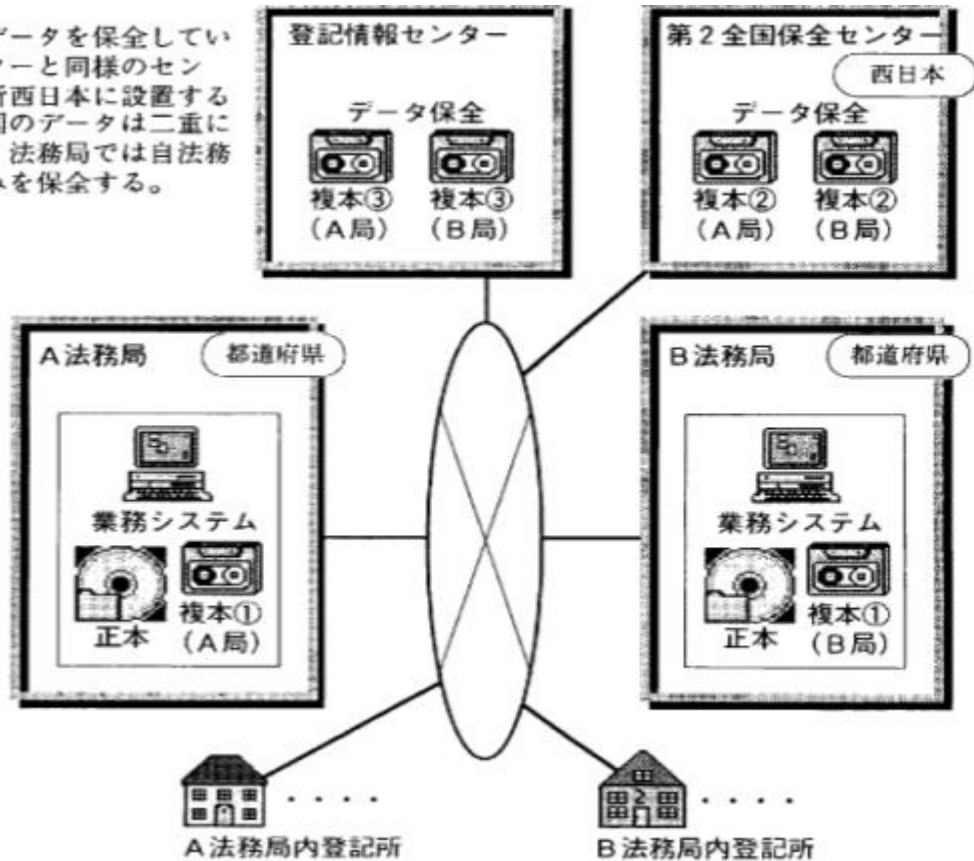 データを保全してい
ターと同様のセン
西日本に設置する
のデータは二重に
法務局では自法務
を保全する。
登記情報センター
データ保全
複本③
(A局)
複本③
(B局)
第2全国保全センター
西日本
データ保全
複本②
(A局)
複本②
(B局)
A法務局
都道府県
業務システム
正本
複本①
(A局)
B法務局
都道府県
業務システム
正本
複本①
(B局)
2
A法務局内登記所
・・・・
B法務局内登記所
・・・・